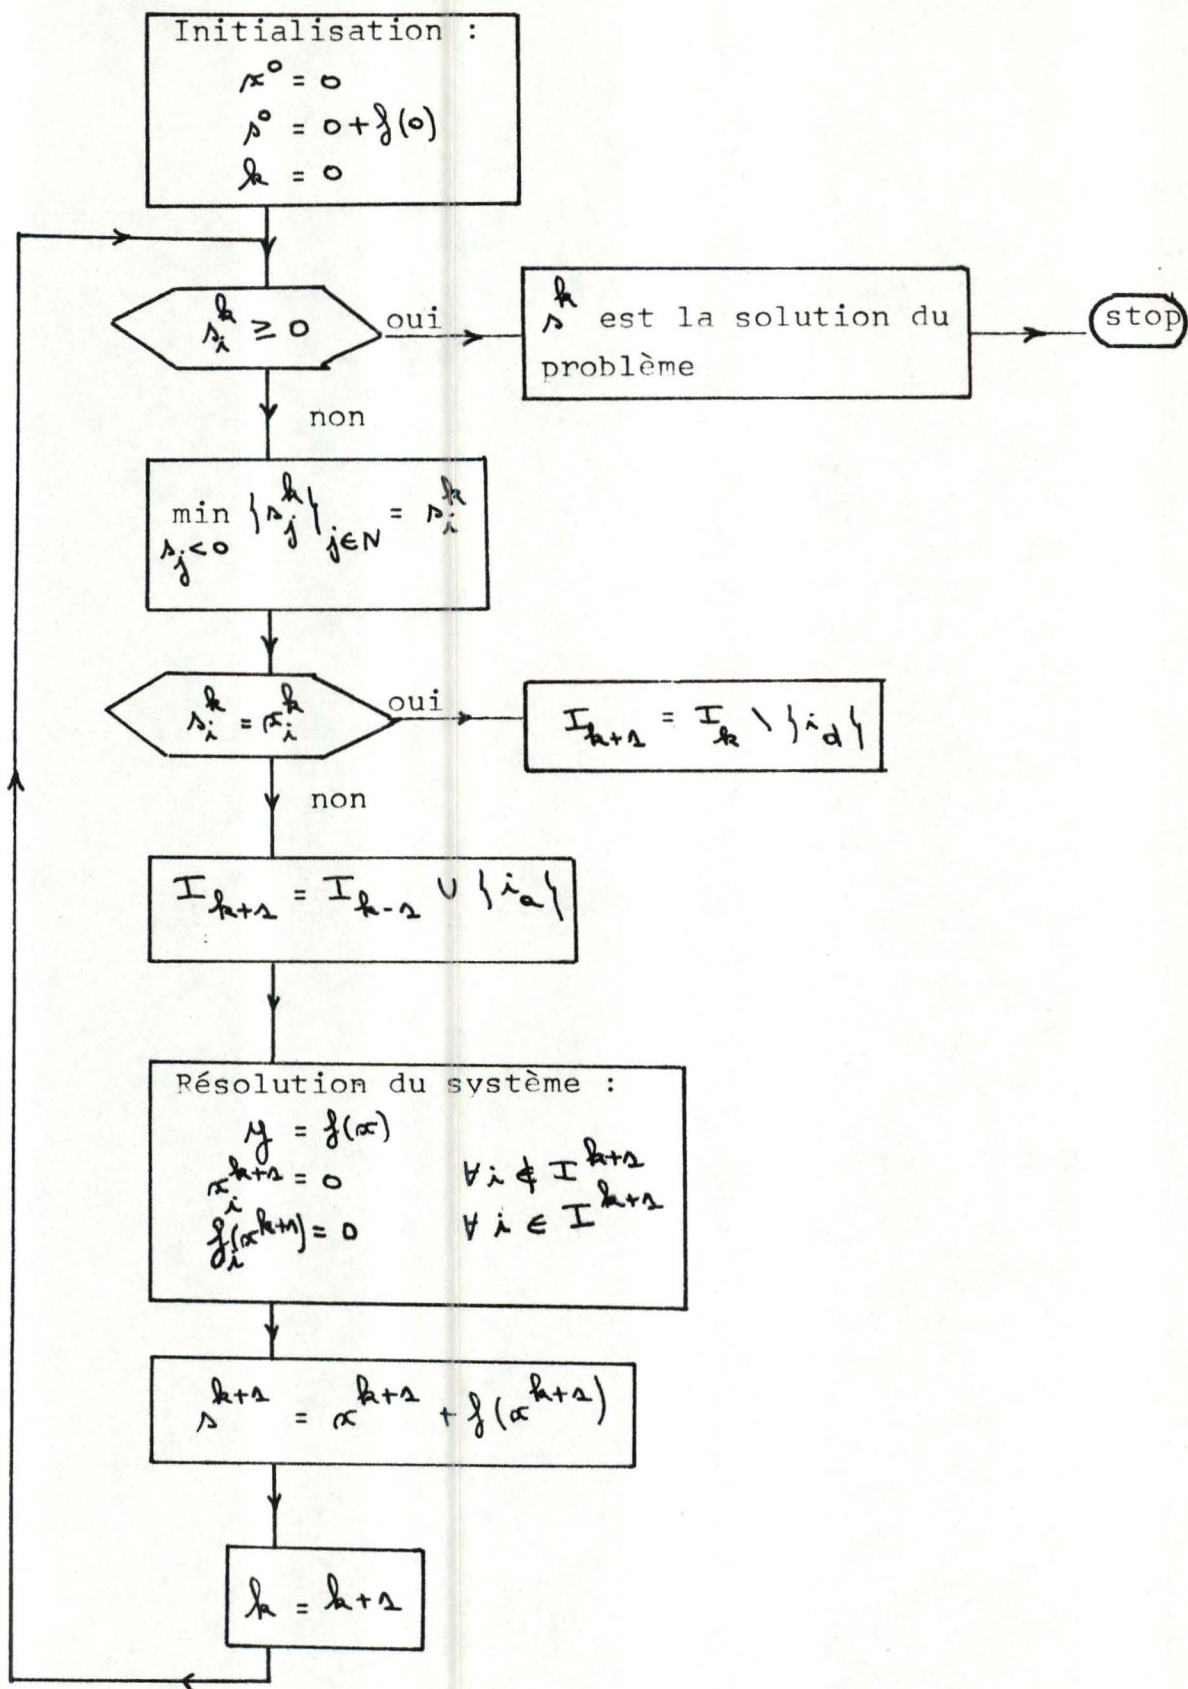 Initialisation :
x⁰ = 0
s⁰ = 0 + f(0)
k = 0
s_i^k ≥ 0
oui
s^k est la solution du
problème
stop
non
min {s_j^k}_{j∈N} = s_i^k
s_j<0
s_i^k = x_i^k
oui
I_{k+1} = I_k \ {i_d}
non
I_{k+1} = I_{k-1} ∪ {i_a}
Résolution du système :
y = f(x)
x_i^{k+1} = 0 ∀ i ∉ I^{k+1}
f_i(x^{k+1}) = 0 ∀ i ∈ I^{k+1}
s^{k+1} = x^{k+1} + f(x^{k+1})
k = k+1